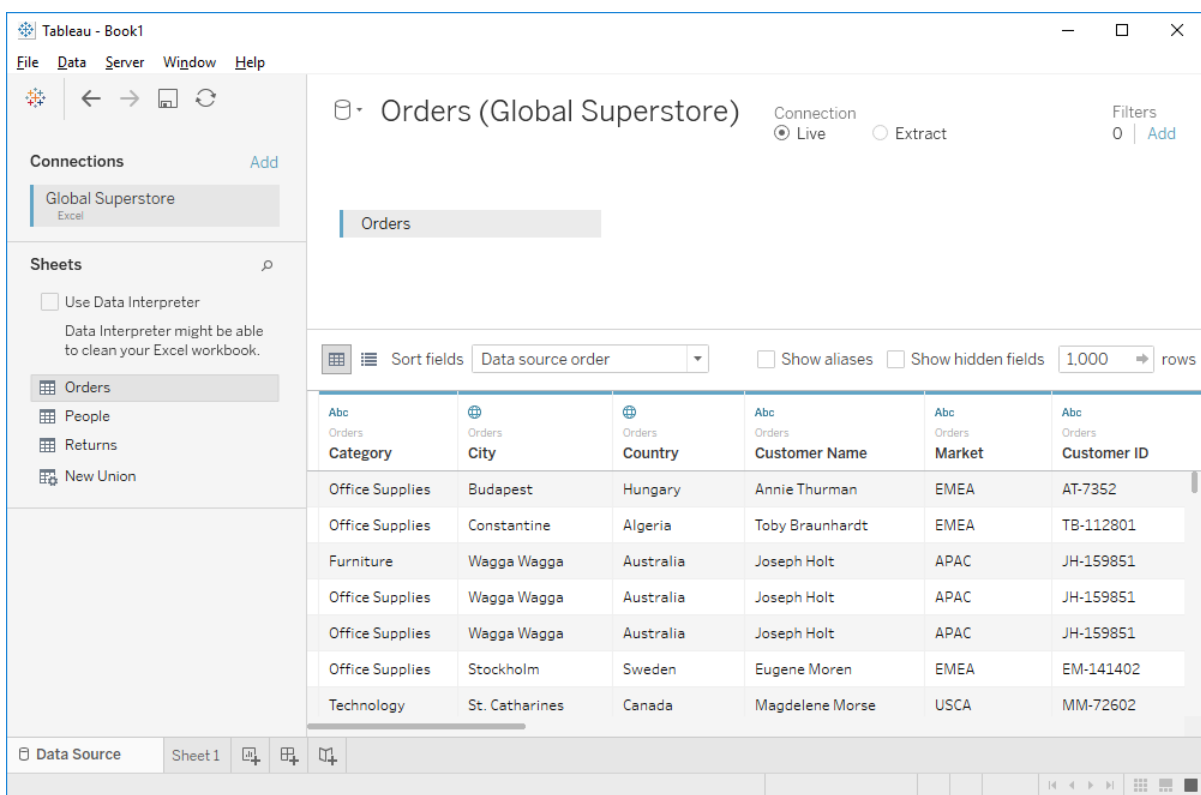 Tableau - Book1
File Data Server Window Help
Connections Add
Global Superstore
Excel
Sheets
Use Data Interpreter
Data Interpreter might be able
to clean your Excel workbook.
Orders
People
Returns
New Union
Orders (Global Superstore)
Connection
Live Extract
Filters
0 Add
Orders
Sort fields Data source order Show aliases Show hidden fields 1,000 rows
Abc Abc Abc Abc
Orders Orders Orders Orders Orders Orders
Category City Country Customer Name Market Customer ID
Office Supplies Budapest Hungary Annie Thurman EMEA AT-7352
Office Supplies Constantine Algeria Toby Braunhardt EMEA TB-112801
Furniture Wagga Wagga Australia Joseph Holt APAC JH-159851
Office Supplies Wagga Wagga Australia Joseph Holt APAC JH-159851
Office Supplies Wagga Wagga Australia Joseph Holt APAC JH-159851
Office Supplies Stockholm Sweden Eugene Moren EMEA EM-141402
Technology St. Catharines Canada Magdelene Morse USCA MM-72602
Data Source Sheet 1